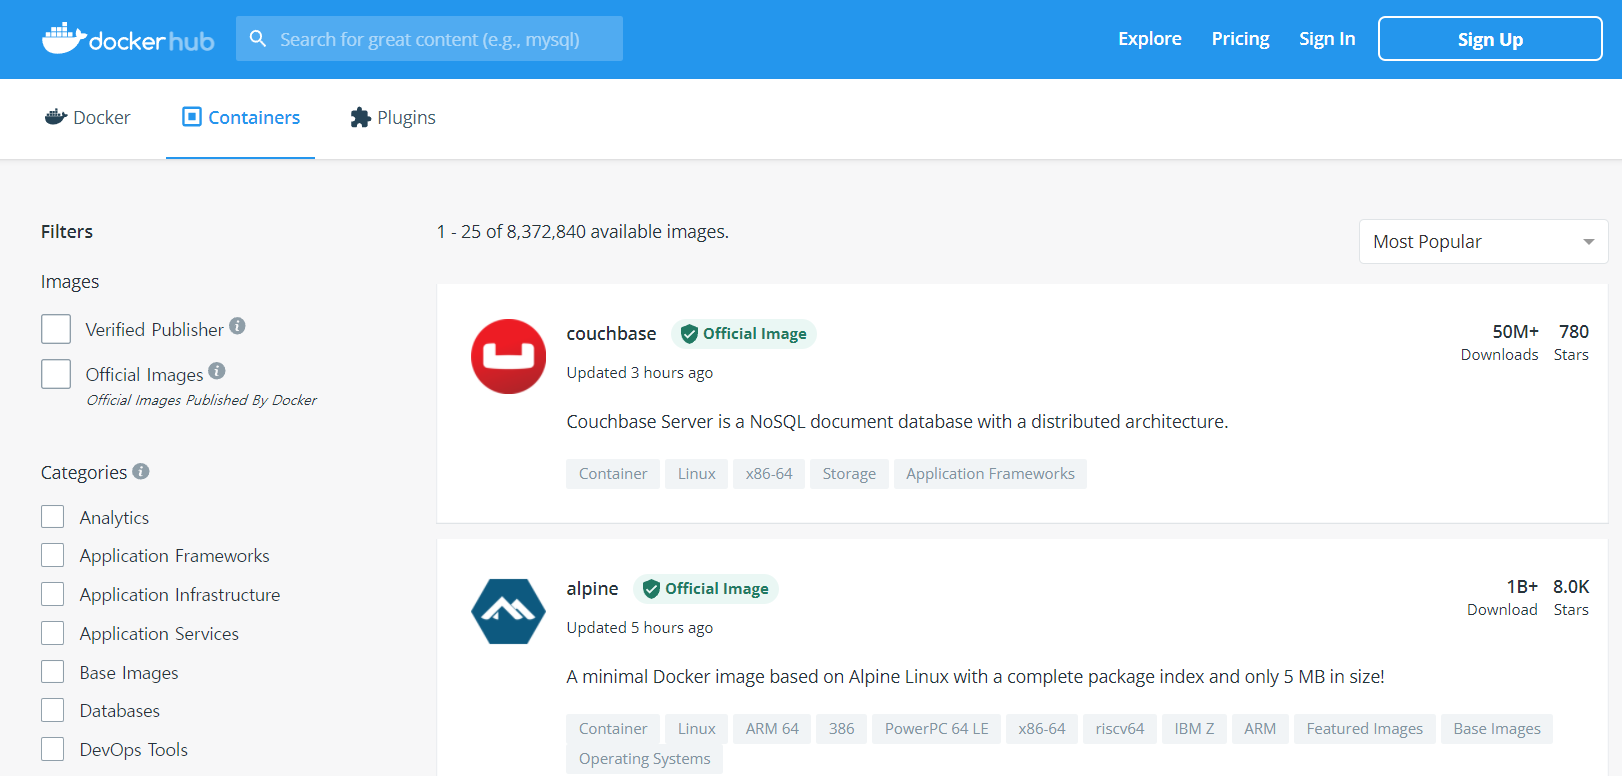 docker hub
Search for great content (e.g., mysql)
Explore
Pricing
Sign In
Sign Up
Docker
Containers
Plugins
Filters
Images
Verified Publisher
Official Images
Official Images Published By Docker
Categories
Analytics
Application Frameworks
Application Infrastructure
Application Services
Base Images
Databases
DevOps Tools
1 - 25 of 8,372,840 available images.
Most Popular
couchbase
Official Image
50M+ 780
Downloads Stars
Updated 3 hours ago
Couchbase Server is a NoSQL document database with a distributed architecture.
Container Linux x86-64 Storage Application Frameworks
alpine
Official Image
1B+ 8.0K
Download Stars
Updated 5 hours ago
A minimal Docker image based on Alpine Linux with a complete package index and only 5 MB in size!
Container Linux ARM 64 386 PowerPC 64 LE x86-64 riscv64 IBM Z ARM Featured Images Base Images
Operating Systems